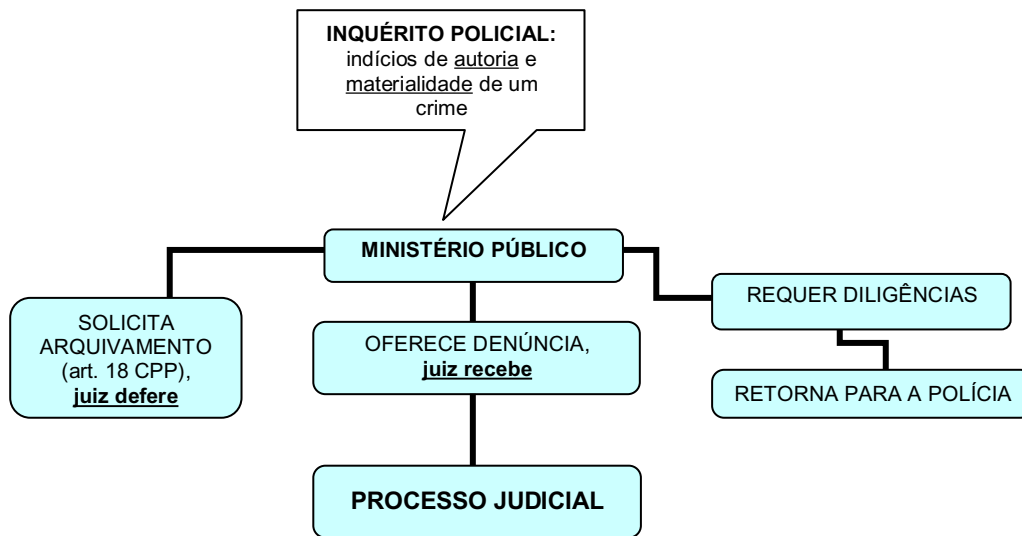 INQUÉRITO POLICIAL:
indícios de autoria e
materialidade de um
crime
MINISTÉRIO PÚBLICO
SOLICITA
ARQUIVAMENTO
(art. 18 CPP),
juiz defere
OFERECE DENÚNCIA,
juiz recebe
REQUER DILIGÊNCIAS
RETORNA PARA A POLÍCIA
PROCESSO JUDICIAL